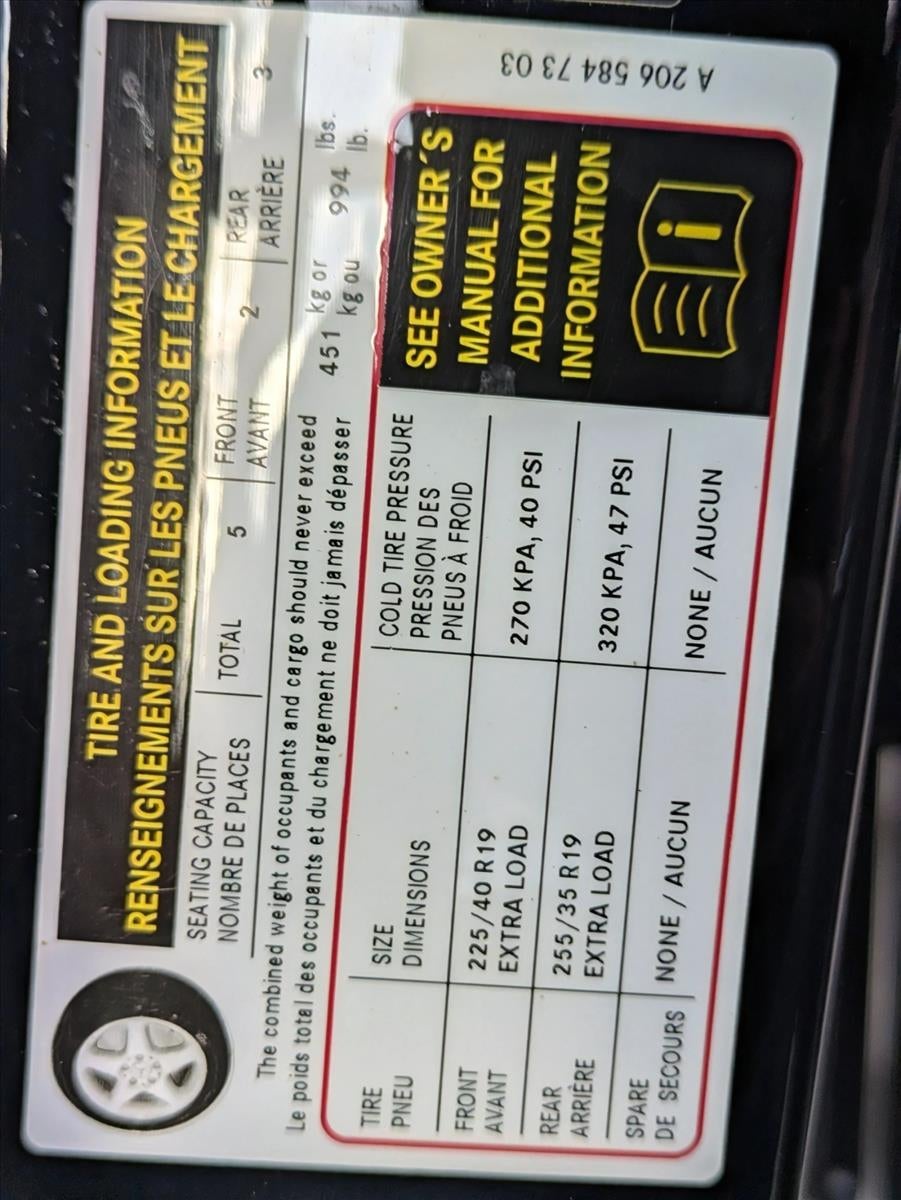 TIRE AND LOADING INFORMATION
RENSEIGNEMENTS SUR LES PNEUS ET LE CHARGEMENT
SEATING CAPACITY TOTAL 5 FRONT 2 REAR 3
NOMBRE DE PLACES AVANT ARRIÈRE
The combined weight of occupants and cargo should never exceed 451 kg or 994 lbs.
Le poids total des occupants et du chargement ne doit jamais dépasser kg ou lb.
TIRE SIZE COLD TIRE PRESSURE
PNEU DIMENSIONS PRESSION DES
PNEUS À FROID
FRONT 225/40 R19 270 KPA, 40 PSI
AVANT EXTRA LOAD
REAR 255/35 R19 320 KPA, 47 PSI
ARRIÈRE EXTRA LOAD
SPARE NONE / AUCUN NONE / AUCUN
DE SECOURS
SEE OWNER´S
MANUAL FOR
ADDITIONAL
INFORMATION
A 206 584 73 03